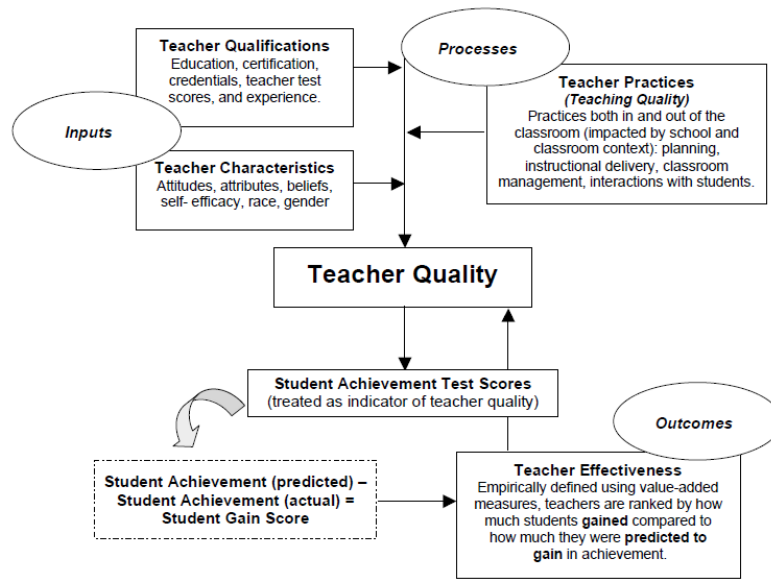 Teacher Qualifications
Education, certification,
credentials, teacher test
scores, and experience.
Processes
Teacher Practices
(Teaching Quality)
Practices both in and out of the
classroom (impacted by school and
classroom context): planning,
instructional delivery, classroom
management, interactions with students.
Inputs
Teacher Characteristics
Attitudes, attributes, beliefs,
self- efficacy, race, gender
Teacher Quality
Student Achievement Test Scores
(treated as indicator of teacher quality)
Outcomes
Student Achievement (predicted) –
Student Achievement (actual) =
Student Gain Score
Teacher Effectiveness
Empirically defined using value-added
measures, teachers are ranked by how
much students gained compared to
how much they were predicted to
gain in achievement.